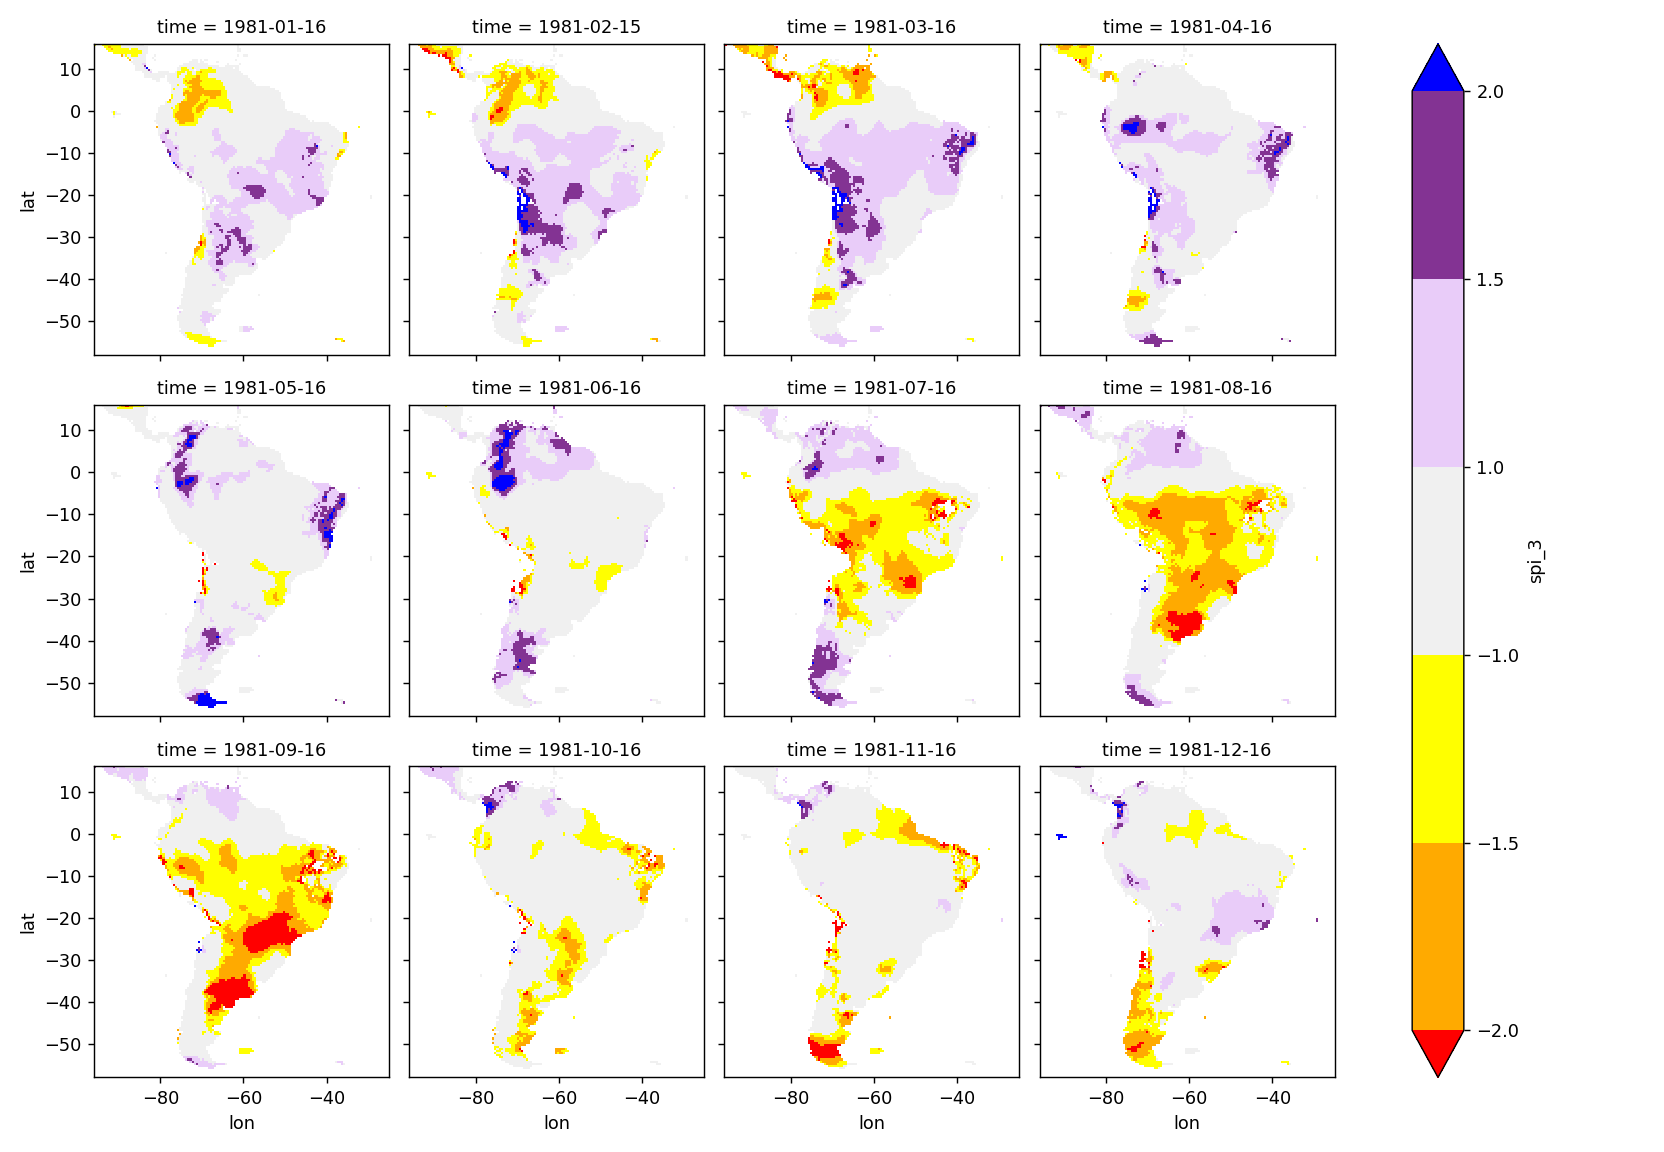 time = 1981-01-16
time = 1981-02-15
time = 1981-03-16
time = 1981-04-16
10
0
−10
−20
−30
−40
−50
lat
−80
−60
−40
time = 1981-05-16
time = 1981-06-16
time = 1981-07-16
time = 1981-08-16
10
0
−10
−20
−30
−40
−50
lat
time = 1981-09-16
time = 1981-10-16
time = 1981-11-16
time = 1981-12-16
10
0
−10
−20
−30
−40
−50
lat
−80
−60
−40
lon
−80
−60
−40
lon
−80
−60
−40
lon
−80
−60
−40
lon
2.0
1.5
1.0
−1.0
−1.5
−2.0
spi_3